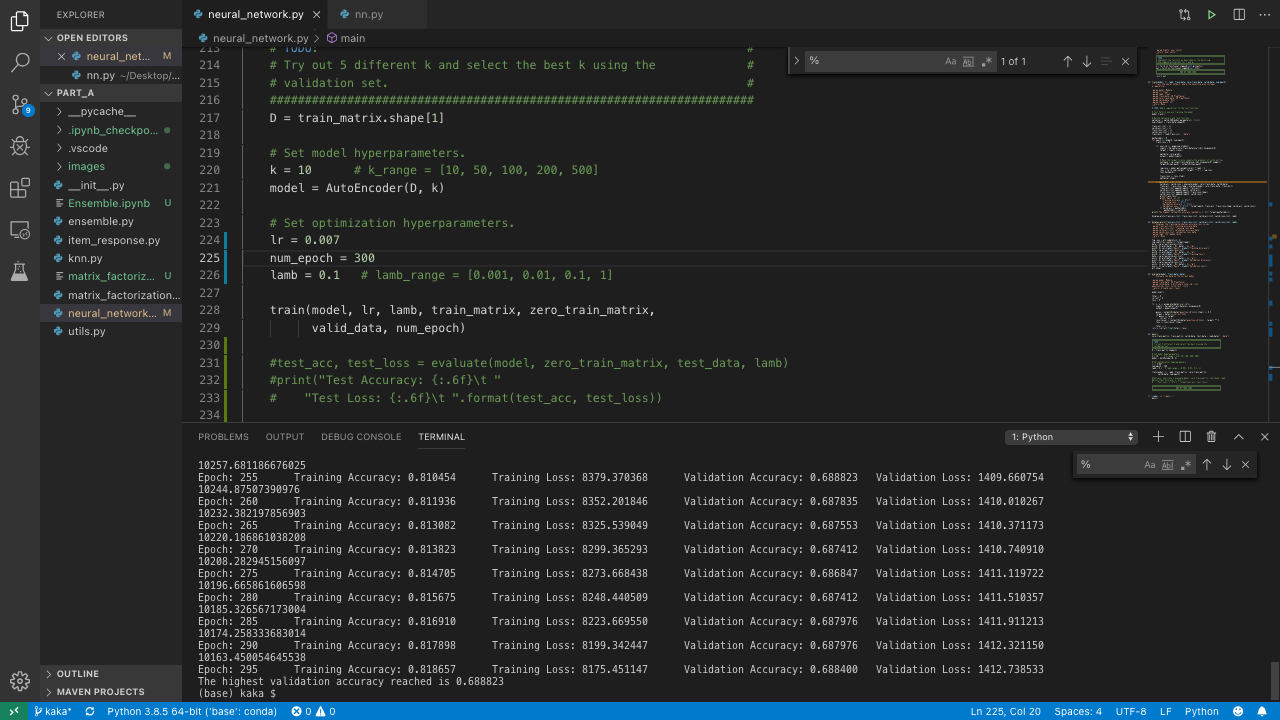 EXPLORER
neural_network.py
nn.py
OPEN EDITORS
neural_net... M
nn.py ~/Desktop/...
PART_A
__pycache__
.ipynb_checkpo...
.vscode
images
__init__.py
Ensemble.ipynb U
ensemble.py
item_response.py
knn.py
matrix_factoriz... U
matrix_factorization...
neural_network... M
utils.py
OUTLINE
MAVEN PROJECTS
9
neural_network.py > main
% Aa Abl .* 1 of 1
213 # TODO: #
214 # Try out 5 different k and select the best k using the #
215 # validation set. #
216 #####################################################################
217 D = train_matrix.shape[1]
218
219 # Set model hyperparameters.
220 k = 10 # k_range = [10, 50, 100, 200, 500]
221 model = AutoEncoder(D, k)
222
223 # Set optimization hyperparameters.
224 lr = 0.007
225 num_epoch = 300
226 lamb = 0.1 # lamb_range = [0.001, 0.01, 0.1, 1]
227
228 train(model, lr, lamb, train_matrix, zero_train_matrix,
229 valid_data, num_epoch)
230
231 #test_acc, test_loss = evaluate(model, zero_train_matrix, test_data, lamb)
232 #print("Test Accuracy: {:.6f}\t "
233 # "Test Loss: {:.6f}\t ".format(test_acc, test_loss))
234
PROBLEMS OUTPUT DEBUG CONSOLE TERMINAL 1: Python
% Aa Abl .*
10257.681186676025
Epoch: 255 Training Accuracy: 0.810454 Training Loss: 8379.370368 Validation Accuracy: 0.688823 Validation Loss: 1409.660754
10244.87507390976
Epoch: 260 Training Accuracy: 0.811936 Training Loss: 8352.201846 Validation Accuracy: 0.687835 Validation Loss: 1410.010267
10232.382197856903
Epoch: 265 Training Accuracy: 0.813082 Training Loss: 8325.539049 Validation Accuracy: 0.687553 Validation Loss: 1410.371173
10220.186861038208
Epoch: 270 Training Accuracy: 0.813823 Training Loss: 8299.365293 Validation Accuracy: 0.687412 Validation Loss: 1410.740910
10208.282945156097
Epoch: 275 Training Accuracy: 0.814705 Training Loss: 8273.668438 Validation Accuracy: 0.686847 Validation Loss: 1411.119722
10196.665861606598
Epoch: 280 Training Accuracy: 0.815675 Training Loss: 8248.440509 Validation Accuracy: 0.687412 Validation Loss: 1411.510357
10185.326567173004
Epoch: 285 Training Accuracy: 0.816910 Training Loss: 8223.669550 Validation Accuracy: 0.687976 Validation Loss: 1411.911213
10174.258333683014
Epoch: 290 Training Accuracy: 0.817898 Training Loss: 8199.342447 Validation Accuracy: 0.687976 Validation Loss: 1412.321150
10163.450054645538
Epoch: 295 Training Accuracy: 0.818657 Training Loss: 8175.451147 Validation Accuracy: 0.688400 Validation Loss: 1412.738533
The highest validation accuracy reached is 0.688823
(base) kaka $
kaka* Python 3.8.5 64-bit ('base': conda) 0 0 Ln 225, Col 20 Spaces: 4 UTF-8 LF Python